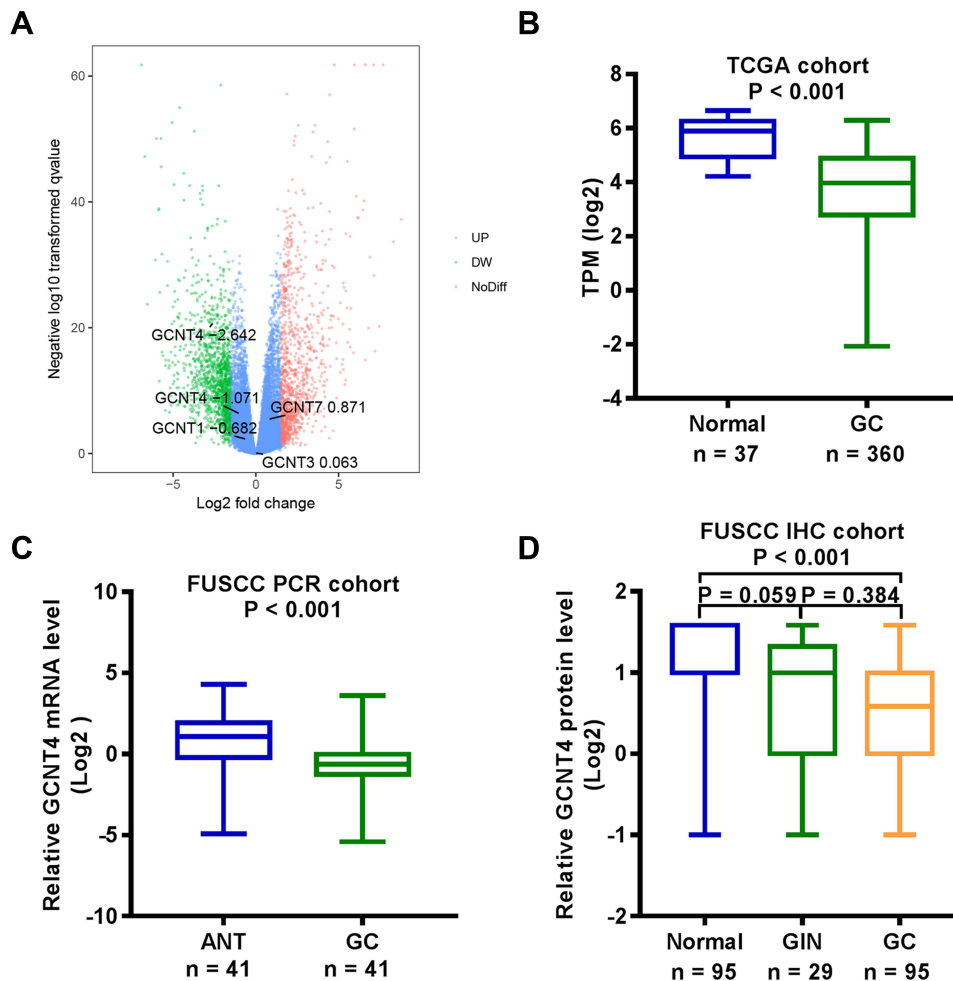 A
60
40
20
0
−5
0
5
Negative log10 transformed qvalue
Log2 fold change
GCNT4 −2.642
GCNT4 −1.071
GCNT7 0.871
GCNT1 −0.682
GCNT3 0.063
UP
DW
NoDiff
B
TCGA cohort
P < 0.001
TPM (log2)
8
6
4
2
0
-2
-4
Normal
n = 37
GC
n = 360
C
FUSCC PCR cohort
P < 0.001
Relative GCNT4 mRNA level
(Log2 )
10
5
0
-5
-10
ANT
n = 41
GC
n = 41
D
FUSCC IHC cohort
P < 0.001
P = 0.059
P = 0.384
Relative GCNT4 protein level
(Log2)
2
1
0
-1
-2
Normal
n = 95
GIN
n = 29
GC
n = 95